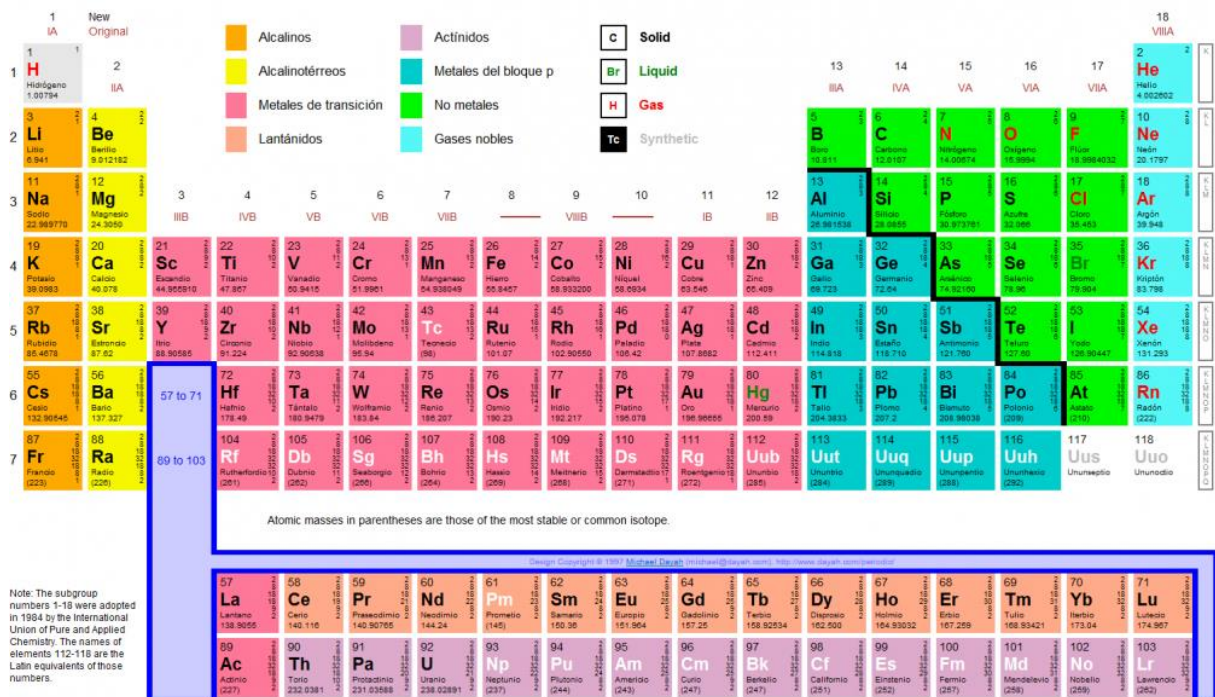 1 New 18
IA Original VIIIA
Alcalinos Actínidos C Solid
Alcalinotérreos Metales del bloque p Br Liquid
Metales de transición No metales H Gas
Lantánidos Gases nobles Tc Synthetic
2 13 14 15 16 17
IIA IIIA IVA VA VIA VIIA
1 2
1 H He K
Hidrógeno Helio
1.00794 4.002602
3 4 5 6 7 8 9 10
2 Li Be B C N O F Ne K L
Litio Berilio Boro Carbono Nitrógeno Oxígeno Flúor Neón
6.941 9.012182 10.811 12.0107 14.00674 15.9994 18.9984032 20.1797
11 12 13 14 15 16 17 18
3 Na Mg Al Si P S Cl Ar K L M
Sodio Magnesio Aluminio Silicio Fósforo Azufre Cloro Argón
22.989770 24.3050 26.981538 28.0855 30.973761 32.066 35.453 39.948
3 4 5 6 7 8 9 10 11 12
IIIB IVB VB VIB VIIB VIIIB IB IIB
19 20 21 22 23 24 25 26 27 28 29 30 31 32 33 34 35 36
4 K Ca Sc Ti V Cr Mn Fe Co Ni Cu Zn Ga Ge As Se Br Kr K L M N
Potasio Calcio Escandio Titanio Vanadio Cromo Manganeso Hierro Cobalto Níquel Cobre Zinc Galio Germanio Arsénico Selenio Bromo Kriptón
39.0983 40.078 44.955910 47.867 50.9415 51.9961 54.938049 55.8457 58.933200 58.6934 63.546 65.409 69.723 72.64 74.92160 78.96 79.904 83.798
37 38 39 40 41 42 43 44 45 46 47 48 49 50 51 52 53 54
5 Rb Sr Y Zr Nb Mo Tc Ru Rh Pd Ag Cd In Sn Sb Te I Xe K L M N O
Rubidio Estroncio Itrio Circonio Niobio Molibdeno Tecnecio Rutenio Rodio Paladio Plata Cadmio Indio Estaño Antimonio Teluro Yodo Xenón
85.4678 87.62 88.90585 91.224 92.90638 95.94 (98) 101.07 102.90550 106.42 107.8682 112.411 114.818 118.710 121.760 127.60 126.90447 131.293
55 56 72 73 74 75 76 77 78 79 80 81 82 83 84 85 86
6 Cs Ba 57 to 71 Hf Ta W Re Os Ir Pt Au Hg Tl Pb Bi Po At Rn K L M N O P
Cesio Bario Hafnio Tántalo Wolframio Renio Osmio Iridio Platino Oro Mercurio Talio Plomo Bismuto Polonio Astato Radón
132.90545 137.327 178.49 180.9479 183.84 186.207 190.23 192.217 195.078 196.96655 200.59 204.3833 207.2 208.98038 (209) (210) (222)
87 88 104 105 106 107 108 109 110 111 112 113 114 115 116 117 118
7 Fr Ra 89 to 103 Rf Db Sg Bh Hs Mt Ds Rg Uub Uut Uuq Uup Uuh Uus Uuo K L M N O P Q
Francio Radio Rutherfordio Dubnio Seaborgio Bohrio Hassio Meitnerio Darmstadtio Roentgenio Ununbio Ununtrio Ununquadio Ununpentio Ununhexio Ununseptio Ununoctio
(223) (226) (261) (262) (266) (264) (269) (268) (271) (272) (285) (284) (289) (288) (292)
Atomic masses in parentheses are those of the most stable or common isotope.
Design Copyright © 1997 Michael Dayah (michael@dayah.com). http://www.dayah.com/periodic/
Note: The subgroup
numbers 1-18 were adopted
in 1984 by the International
Union of Pure and Applied
Chemistry. The names of
elements 112-118 are the
Latin equivalents of those
numbers.
57 58 59 60 61 62 63 64 65 66 67 68 69 70 71
La Ce Pr Nd Pm Sm Eu Gd Tb Dy Ho Er Tm Yb Lu
Lantano Cerio Praseodimio Neodimio Prometio Samario Europio Gadolinio Terbio Disprosio Holmio Erbio Tulio Iterbio Lutecio
138.9055 140.116 140.90765 144.24 (145) 150.36 151.964 157.25 158.92534 162.500 164.93032 167.259 168.93421 173.04 174.967
89 90 91 92 93 94 95 96 97 98 99 100 101 102 103
Ac Th Pa U Np Pu Am Cm Bk Cf Es Fm Md No Lr
Actinio Torio Protactinio Uranio Neptunio Plutonio Americio Curio Berkelio Californio Einstenio Fermio Mendelevio Nobelio Lawrencio
(227) 232.0381 231.03588 238.02891 (237) (244) (243) (247) (247) (251) (252) (257) (258) (259) (262)